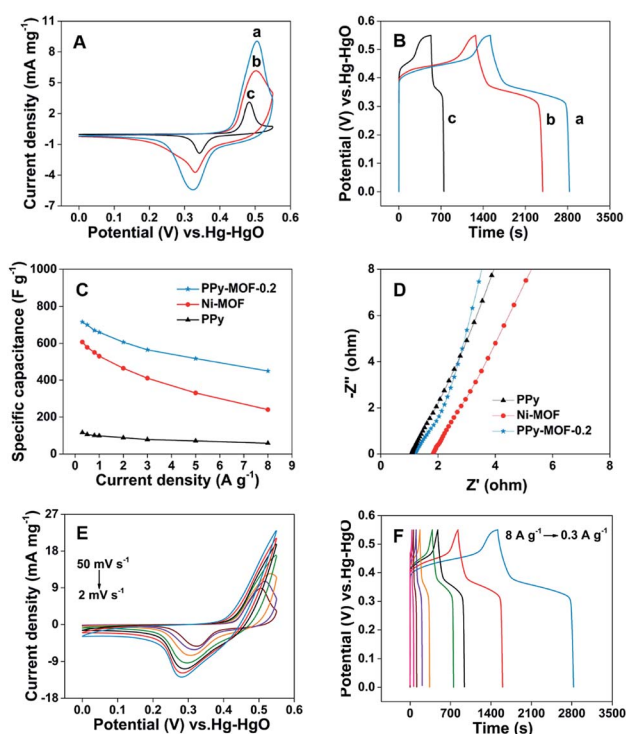 A
a
b
c
11
8
5
2
-1
-4
-7
0.0 0.1 0.2 0.3 0.4 0.5 0.6
Current density (mA mg⁻¹)
Potential (V) vs.Hg-HgO
B
c
b
a
0.6
0.5
0.4
0.3
0.2
0.1
0.0
0 700 1400 2100 2800 3500
Potential (V) vs.Hg-HgO
Time (s)
C
PPy-MOF-0.2
Ni-MOF
PPy
1000
800
600
400
200
0
0 1 2 3 4 5 6 7 8 9
Specific capacitance (F g⁻¹)
Current density (A g⁻¹)
D
PPy
Ni-MOF
PPy-MOF-0.2
8
6
4
2
0
0 2 4 6 8
-Z" (ohm)
Z' (ohm)
E
50 mV s⁻¹
2 mV s⁻¹
27
18
9
0
-9
-18
0.0 0.1 0.2 0.3 0.4 0.5 0.6
Current density (mA mg⁻¹)
Potential (V) vs.Hg-HgO
F
8 A g⁻¹ → 0.3 A g⁻¹
0.6
0.5
0.4
0.3
0.2
0.1
0.0
0 700 1400 2100 2800 3500
Potential (V) vs.Hg-HgO
Time (s)